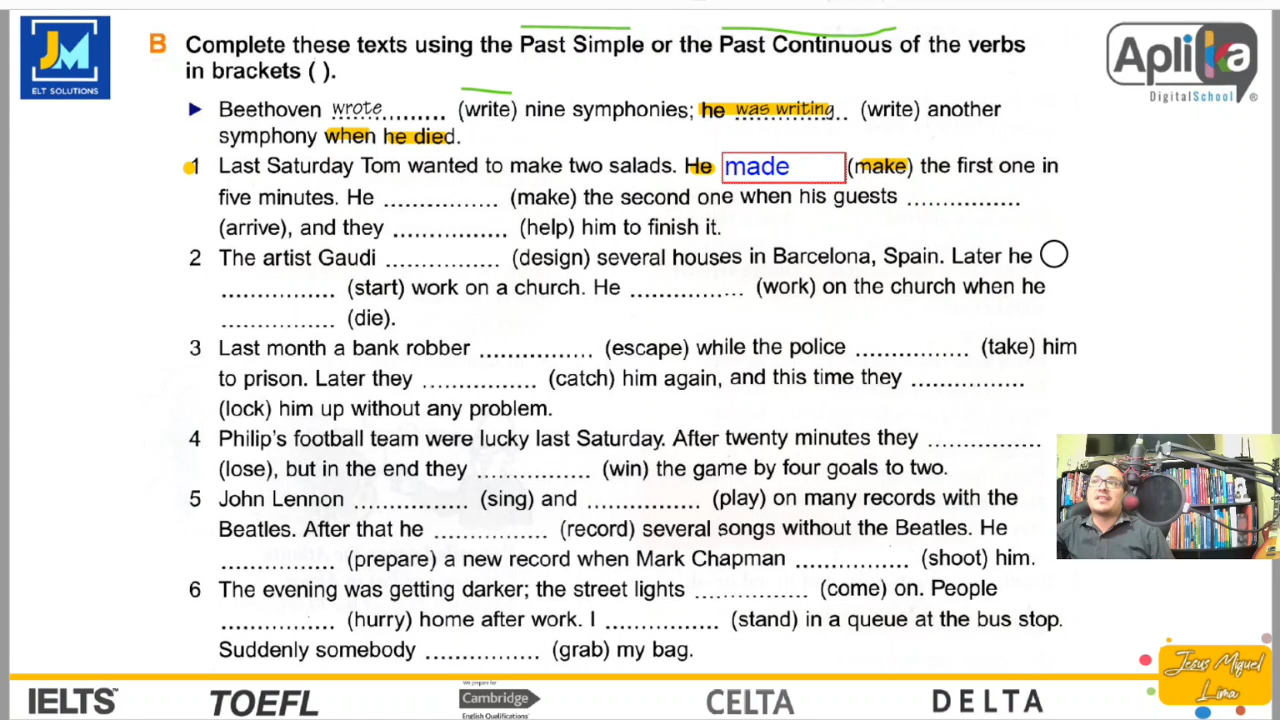 JM
ELT SOLUTIONS
Aplika
DigitalSchool ®
B Complete these texts using the Past Simple or the Past Continuous of the verbs
in brackets ( ).
► Beethoven wrote.......... (write) nine symphonies; he was writing.. (write) another
symphony when he died.
1 Last Saturday Tom wanted to make two salads. He made (make) the first one in
five minutes. He ............... (make) the second one when his guests ...............
(arrive), and they ............... (help) him to finish it.
2 The artist Gaudi ............... (design) several houses in Barcelona, Spain. Later he
............... (start) work on a church. He ............... (work) on the church when he
............... (die).
3 Last month a bank robber ............... (escape) while the police ............... (take) him
to prison. Later they ............... (catch) him again, and this time they ...............
(lock) him up without any problem.
4 Philip's football team were lucky last Saturday. After twenty minutes they ...............
(lose), but in the end they ............... (win) the game by four goals to two.
5 John Lennon ............... (sing) and ............... (play) on many records with the
Beatles. After that he ............... (record) several songs without the Beatles. He
............... (prepare) a new record when Mark Chapman ............... (shoot) him.
6 The evening was getting darker; the street lights ............... (come) on. People
............... (hurry) home after work. I ............... (stand) in a queue at the bus stop.
Suddenly somebody ............... (grab) my bag.
Jesus Miguel
Lima
IELTS™ TOEFL We prepare for Cambridge English Qualifications™ CELTA DELTA